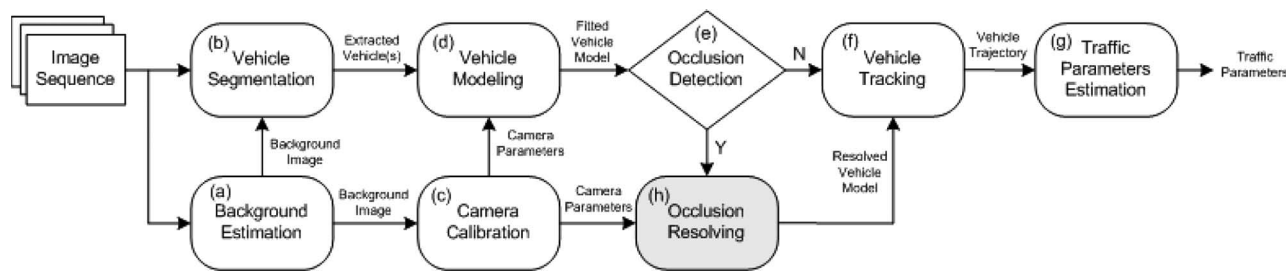 Image
Sequence
(b)
Vehicle
Segmentation
Extracted
Vehicle(s)
(d)
Vehicle
Modeling
Fitted
Vehicle
Model
(e)
Occlusion
Detection
N
(f)
Vehicle
Tracking
Vehicle
Trajectory
(g)
Traffic
Parameters
Estimation
Traffic
Parameters
Background
Image
Camera
Parameters
Y
Resolved
Vehicle
Model
(a)
Background
Estimation
Background
Image
(c)
Camera
Calibration
Camera
Parameters
(h)
Occlusion
Resolving